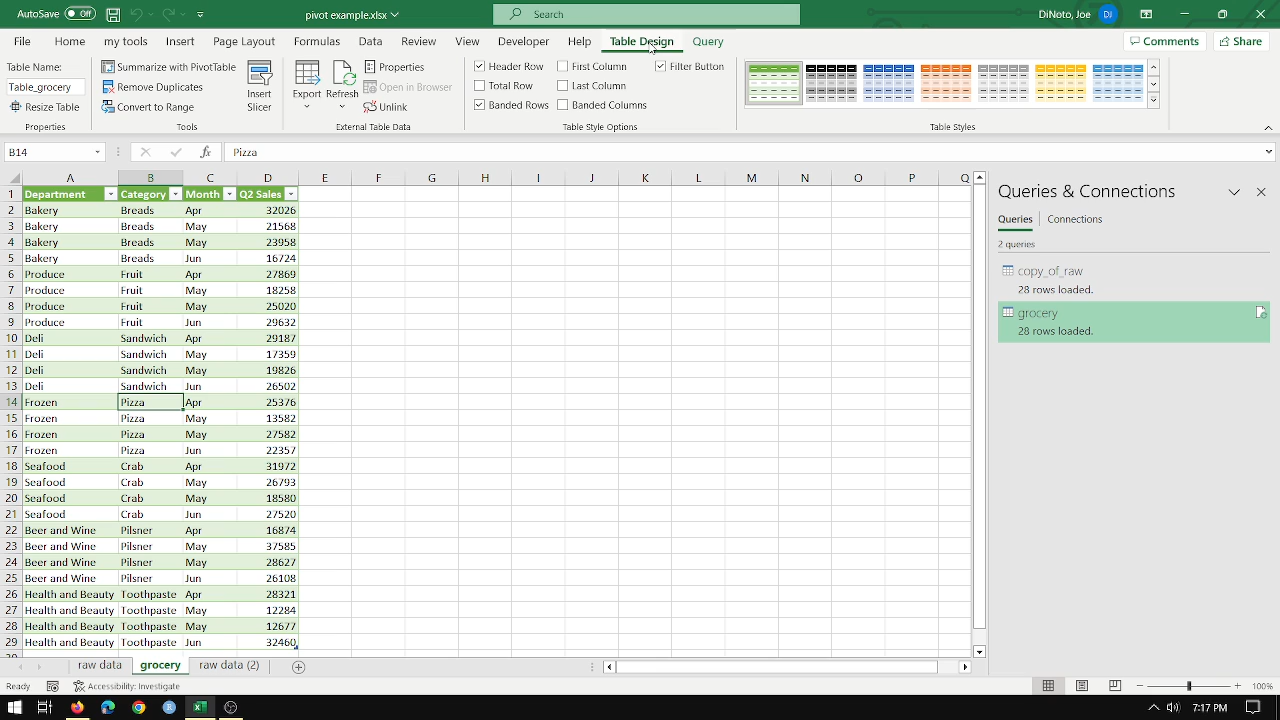 AutoSave Off pivot example.xlsx Search DiNoto, Joe DJ
File Home my tools Insert Page Layout Formulas Data Review View Developer Help Table Design Query Comments Share
Table Name: Summarize with PivotTable Properties Header Row First Column Filter Button
Table_grocery Remove Duplicates Insert Slicer Export Refresh Open in Browser Total Row Last Column
Resize Table Convert to Range Unlink Banded Rows Banded Columns
Properties Tools External Table Data Table Style Options Table Styles
B14 fx Pizza
A B C D E F G H I J K L M N O P Q
1 Department Category Month Q2 Sales
2 Bakery Breads Apr 32026
3 Bakery Breads May 21568
4 Bakery Breads May 23958
5 Bakery Breads Jun 16724
6 Produce Fruit Apr 27869
7 Produce Fruit May 18258
8 Produce Fruit May 25020
9 Produce Fruit Jun 29632
10 Deli Sandwich Apr 29187
11 Deli Sandwich May 17359
12 Deli Sandwich May 19826
13 Deli Sandwich Jun 26502
14 Frozen Pizza Apr 25376
15 Frozen Pizza May 13582
16 Frozen Pizza May 27582
17 Frozen Pizza Jun 22357
18 Seafood Crab Apr 31972
19 Seafood Crab May 26793
20 Seafood Crab May 18580
21 Seafood Crab Jun 27520
22 Beer and Wine Pilsner Apr 16874
23 Beer and Wine Pilsner May 37585
24 Beer and Wine Pilsner May 28627
25 Beer and Wine Pilsner Jun 26108
26 Health and Beauty Toothpaste Apr 28321
27 Health and Beauty Toothpaste May 12284
28 Health and Beauty Toothpaste May 12677
29 Health and Beauty Toothpaste Jun 32460
Queries & Connections
Queries Connections
2 queries
copy_of_raw
28 rows loaded.
grocery
28 rows loaded.
raw data grocery raw data (2)
Ready Accessibility: Investigate 100%
7:17 PM